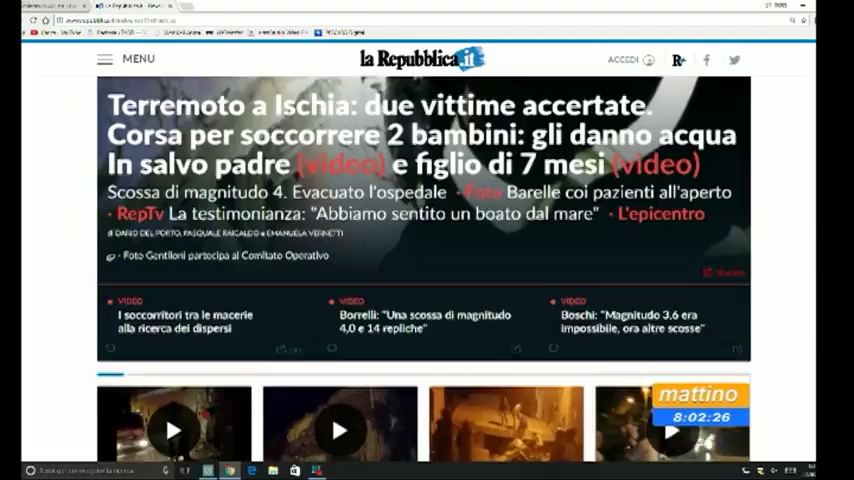 MENU
la Repubblica.it
ACCEDI
R+
Terremoto a Ischia: due vittime accertate.
Corsa per soccorrere 2 bambini: gli danno acqua
In salvo padre (video) e figlio di 7 mesi (video)
Scossa di magnitudo 4. Evacuato l'ospedale · Foto Barelle coi pazienti all'aperto
· RepTv La testimonianza: "Abbiamo sentito un boato dal mare" · L'epicentro
di DARIO DEL PORTO, PASQUALE RAICALDO e EMANUELA VERNETTI
· Foto Gentiloni partecipa al Comitato Operativo
VIDEO
I soccorritori tra le macerie
alla ricerca dei dispersi
VIDEO
Borrelli: "Una scossa di magnitudo
4,0 e 14 repliche"
VIDEO
Boschi: "Magnitudo 3,6 era
impossibile, ora altre scosse"
mattino
8:02:26